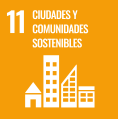 11 CIUDADES Y
COMUNIDADES
SOSTENIBLES